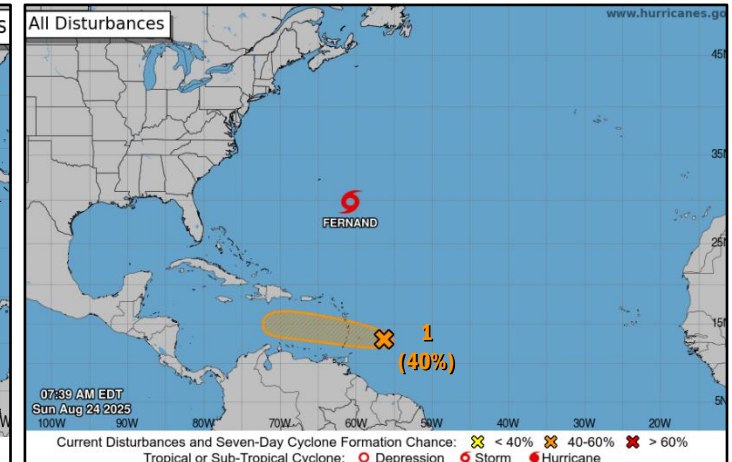 S
All Disturbances
www.hurricanes.go
45N
35N
FERNAND
25N
15N
1
(40%)
07:39 AM EDT
Sun Aug 24 2025
5N
W
100W 90W 80W 70W 60W 50W 40W 30W 20W
Current Disturbances and Seven-Day Cyclone Formation Chance: < 40% 40-60% > 60%
Tropical or Sub-Tropical Cyclone: Depression Storm Hurricane